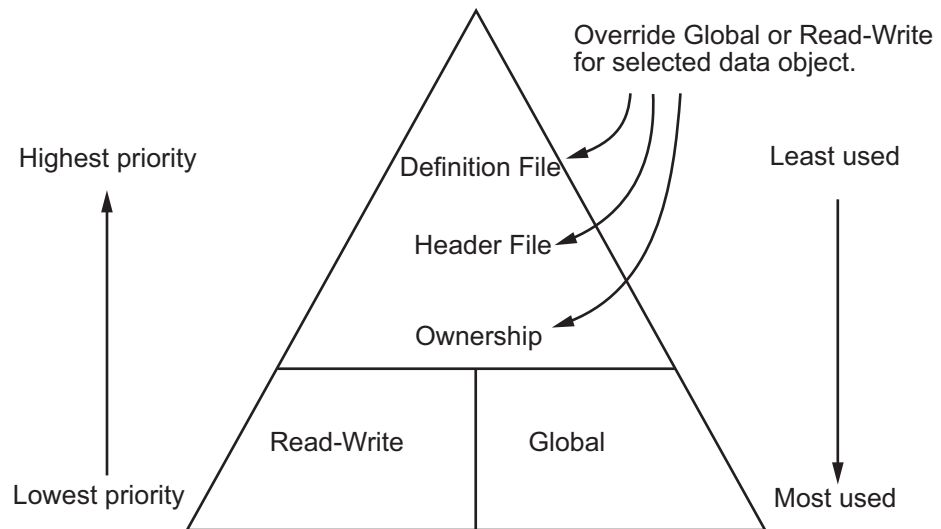 Override Global or Read-Write
for selected data object.
Highest priority
Definition File
Least used
Header File
Ownership
Read-Write
Global
Lowest priority
Most used